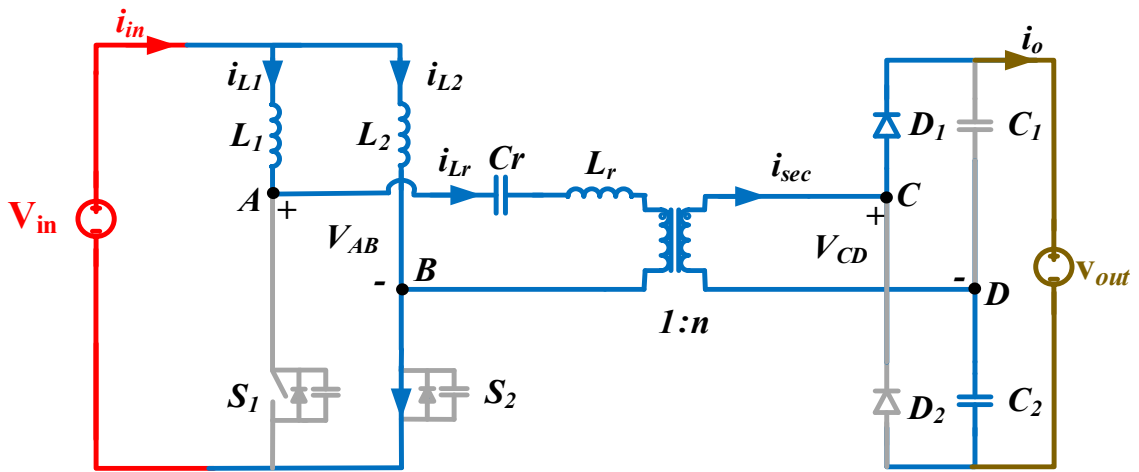 i_in
i_L1
i_L2
i_o
L_1
L_2
D_1
C_1
i_Lr
Cr
L_r
i_sec
A
+
C
+
V_in
V_AB
V_CD
v_out
B
-
-
D
1:n
S_1
S_2
D_2
C_2